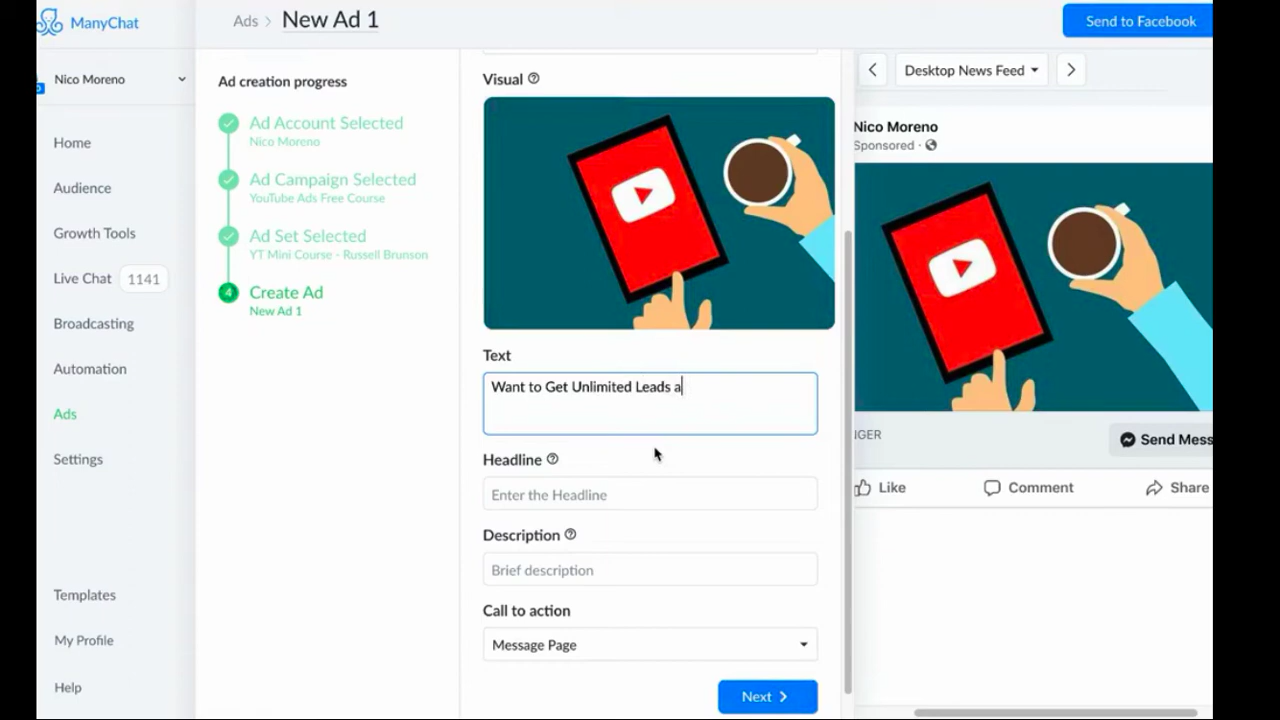 ManyChat
Ads > New Ad 1
Send to Facebook
Nico Moreno
Home
Audience
Growth Tools
Live Chat 1141
Broadcasting
Automation
Ads
Settings
Templates
My Profile
Help
Ad creation progress
Ad Account Selected
Nico Moreno
Ad Campaign Selected
YouTube Ads Free Course
Ad Set Selected
YT Mini Course - Russell Brunson
4 Create Ad
New Ad 1
Visual
Text
Want to Get Unlimited Leads a
Headline
Enter the Headline
Description
Brief description
Call to action
Message Page
Next
Desktop News Feed
Nico Moreno
Sponsored ·
NGER
Send Mess
Like Comment Share